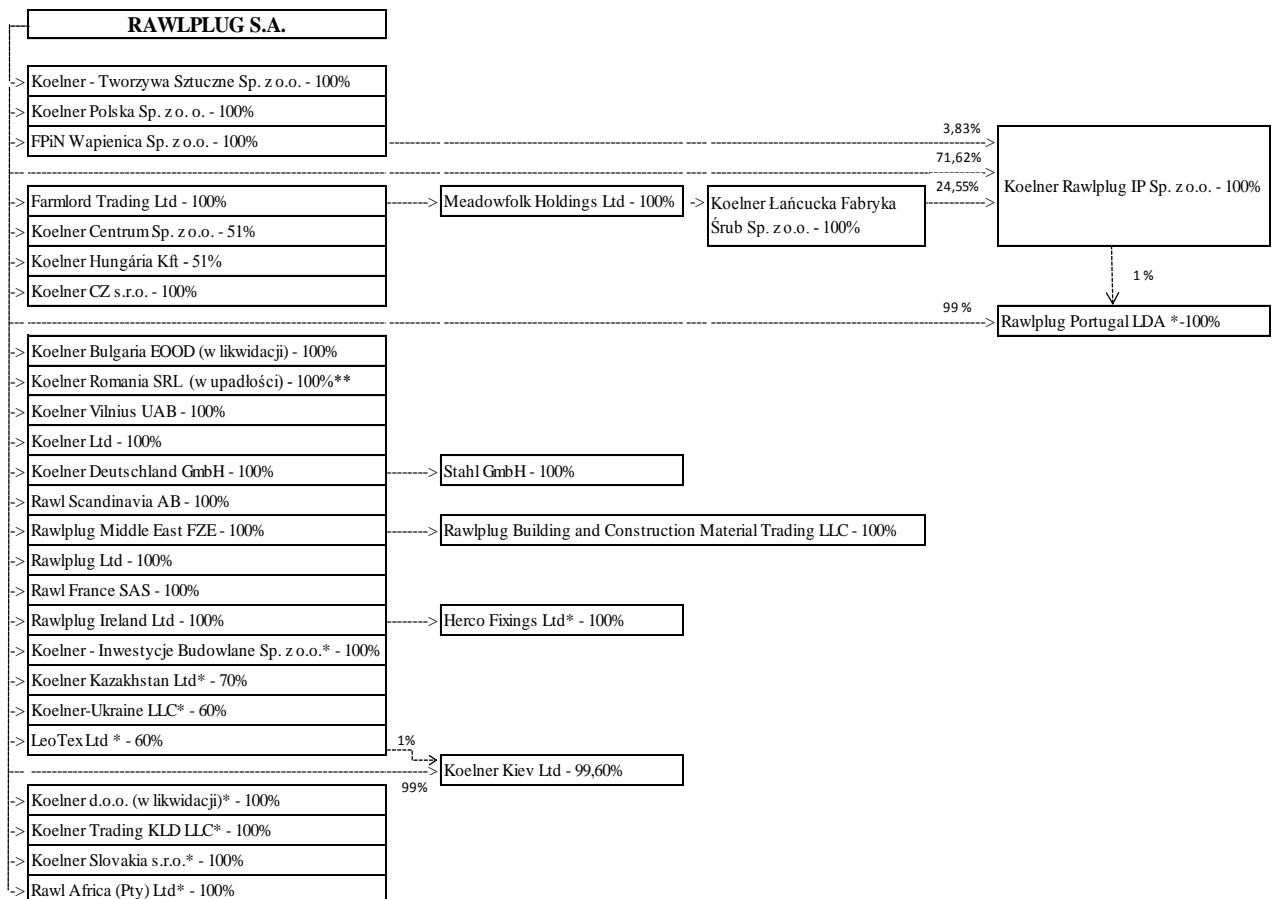 RAWLPLUG S.A.
Koelner - Tworzywa Sztuczne Sp. z o.o. - 100%
Koelner Polska Sp. z o. o. - 100%
FPiN Wapienica Sp. z o.o. - 100%
3,83%
71,62%
Koelner Rawlplug IP Sp. z o.o. - 100%
Farmlord Trading Ltd - 100%
Meadowfolk Holdings Ltd - 100%
Koelner Łańcucka Fabryka
Śrub Sp. z o.o. - 100%
24,55%
Koelner Centrum Sp. z o.o. - 51%
Koelner Hungária Kft - 51%
1 %
Koelner CZ s.r.o. - 100%
99 %
Rawlplug Portugal LDA *-100%
Koelner Bulgaria EOOD (w likwidacji) - 100%
Koelner Romania SRL (w upadłości) - 100%**
Koelner Vilnius UAB - 100%
Koelner Ltd - 100%
Koelner Deutschland GmbH - 100%
Stahl GmbH - 100%
Rawl Scandinavia AB - 100%
Rawlplug Middle East FZE - 100%
Rawlplug Building and Construction Material Trading LLC - 100%
Rawlplug Ltd - 100%
Rawl France SAS - 100%
Rawlplug Ireland Ltd - 100%
Herco Fixings Ltd* - 100%
Koelner - Inwestycje Budowlane Sp. z o.o.* - 100%
Koelner Kazakhstan Ltd* - 70%
Koelner-Ukraine LLC* - 60%
LeoTex Ltd * - 60%
1%
Koelner Kiev Ltd - 99,60%
99%
Koelner d.o.o. (w likwidacji)* - 100%
Koelner Trading KLD LLC* - 100%
Koelner Slovakia s.r.o.* - 100%
Rawl Africa (Pty) Ltd* - 100%